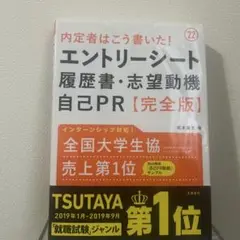 内定者はこう書いた!
エントリーシート
履歴書・志望動機
自己PR【完全版】
'22
インターンシップ対応!
全国大学生協
売上第1位
TSUTAYA
2019年1月-2019年9月
「就職試験」ジャンル
第1位